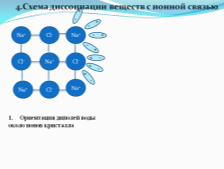 4.Схема диссоциации веществ с ионной связью
Na⁺ Cl⁻ Na⁺
Cl⁻ Na⁺ Cl⁻
Na⁺ Cl⁻ Na⁺
1. Ориентация диполей воды
около ионов кристалла